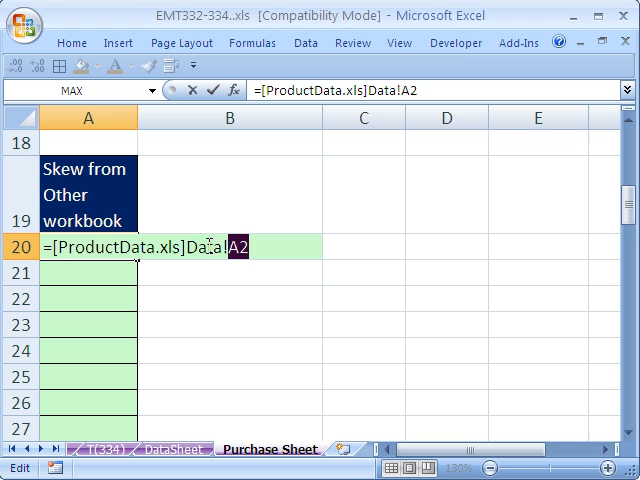 EMT332-334..xls [Compatibility Mode] - Microsoft Excel
Home Insert Formulas Data Review View Developer Add-Ins
MAX =[ProductData.xls]Data!A2
A B C D E
18
Skew from
Other
19 workbook
20 =[ProductData.xls]Data!A2
21
22
23
24
25
26
27
T(334) DataSheet Purchase Sheet
Edit 130%